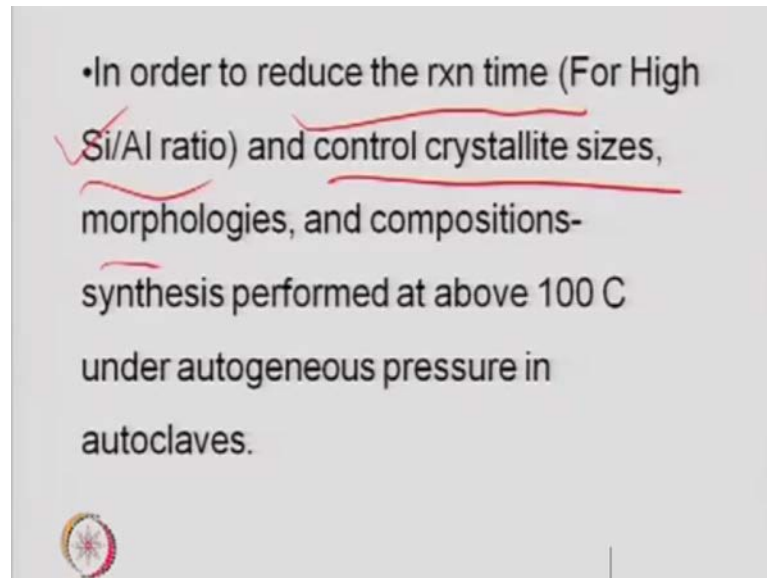 •In order to reduce the rxn time (For High
Si/Al ratio) and control crystallite sizes,
morphologies, and compositions-
synthesis performed at above 100 C
under autogeneous pressure in
autoclaves.